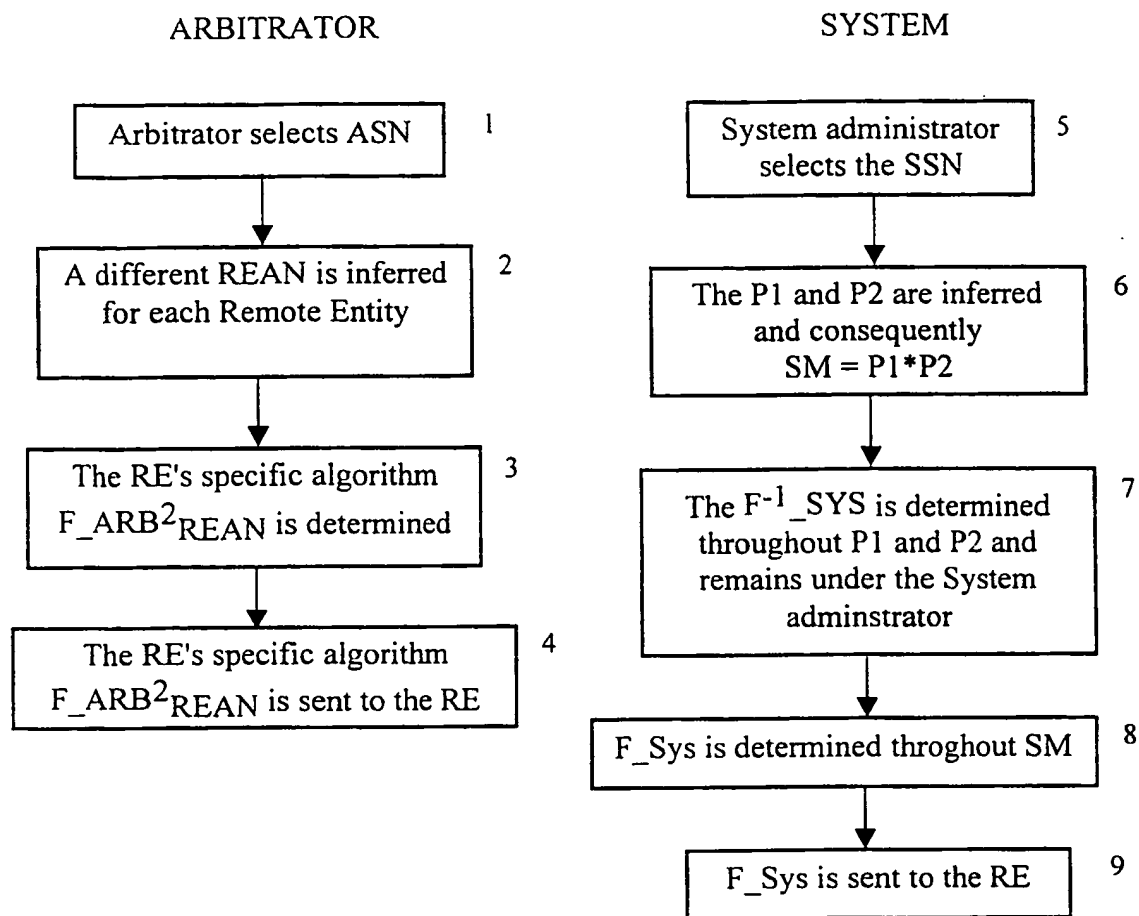 ARBITRATOR
Arbitrator selects ASN
1
A different REAN is inferred
for each Remote Entity
2
The RE's specific algorithm
F_ARB²REAN is determined
3
The RE's specific algorithm
F_ARB²REAN is sent to the RE
4
SYSTEM
System administrator
selects the SSN
5
The P1 and P2 are inferred
and consequently
SM = P1*P2
6
The F⁻¹_SYS is determined
throughout P1 and P2 and
remains under the System
adminstrator
7
F_Sys is determined throghout SM
8
F_Sys is sent to the RE
9